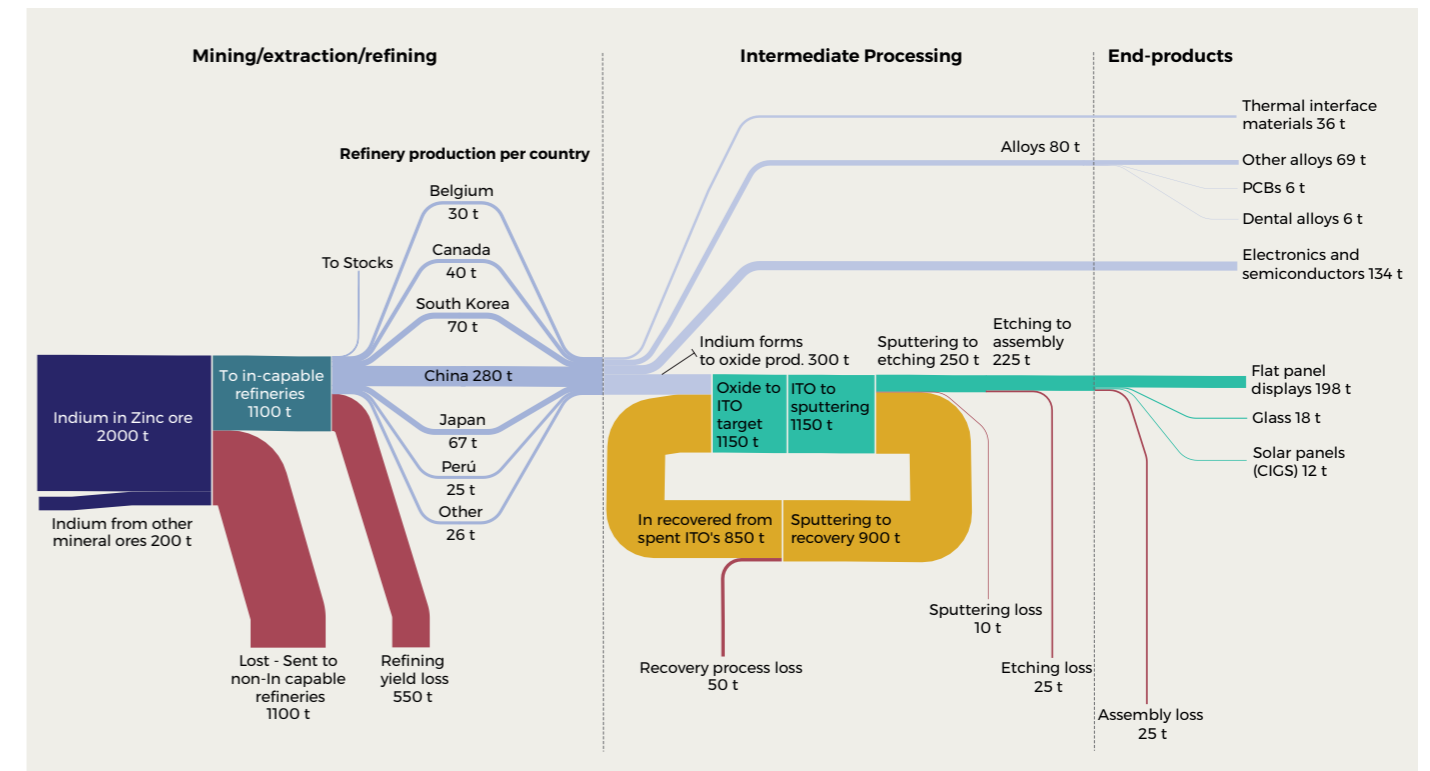 Mining/extraction/refining
Intermediate Processing
End-products
Refinery production per country
Belgium
30 t
Canada
40 t
To Stocks
South Korea
70 t
China 280 t
Japan
67 t
Perú
25 t
Other
26 t
Indium in Zinc ore
2000 t
Indium from other
mineral ores 200 t
To in-capable
refineries
1100 t
Lost - Sent to
non-In capable
refineries
1100 t
Refining
yield loss
550 t
Alloys 80 t
Indium forms
to oxide prod. 300 t
Oxide to
ITO
target
1150 t
ITO to
sputtering
1150 t
Sputtering to
etching 250 t
Etching to
assembly
225 t
In recovered from
spent ITO's 850 t
Sputtering to
recovery 900 t
Recovery process loss
50 t
Sputtering loss
10 t
Etching loss
25 t
Assembly loss
25 t
Thermal interface
materials 36 t
Other alloys 69 t
PCBs 6 t
Dental alloys 6 t
Electronics and
semiconductors 134 t
Flat panel
displays 198 t
Glass 18 t
Solar panels
(CIGS) 12 t